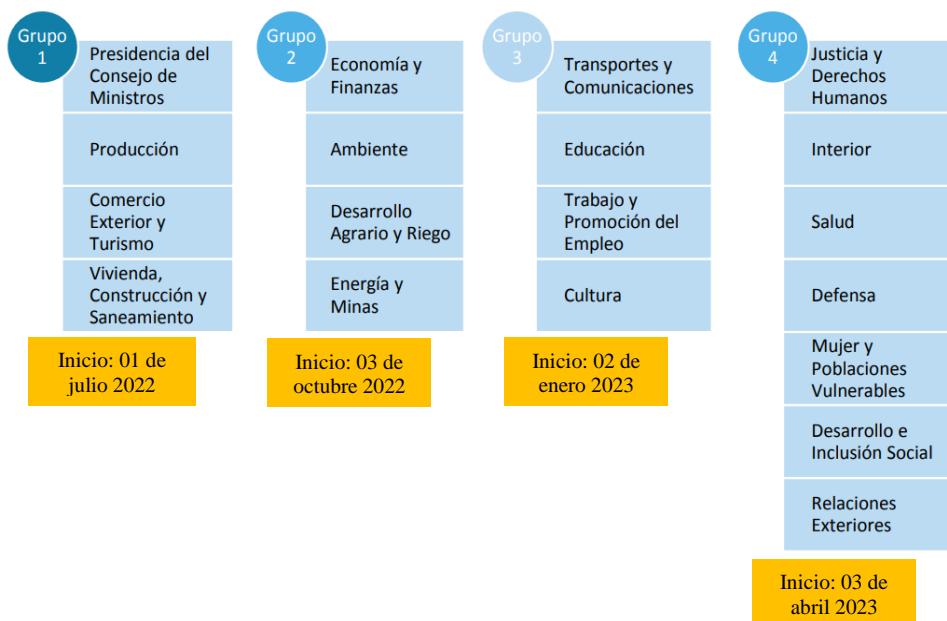 Grupo
1
Presidencia del
Consejo de
Ministros
Producción
Comercio
Exterior y
Turismo
Vivienda,
Construcción y
Saneamiento
Inicio: 01 de
julio 2022
Grupo
2
Economía y
Finanzas
Ambiente
Desarrollo
Agrario y Riego
Energía y
Minas
Inicio: 03 de
octubre 2022
Grupo
3
Transportes y
Comunicaciones
Educación
Trabajo y
Promoción del
Empleo
Cultura
Inicio: 02 de
enero 2023
Grupo
4
Justicia y
Derechos
Humanos
Interior
Salud
Defensa
Mujer y
Poblaciones
Vulnerables
Desarrollo e
Inclusión Social
Relaciones
Exteriores
Inicio: 03 de
abril 2023